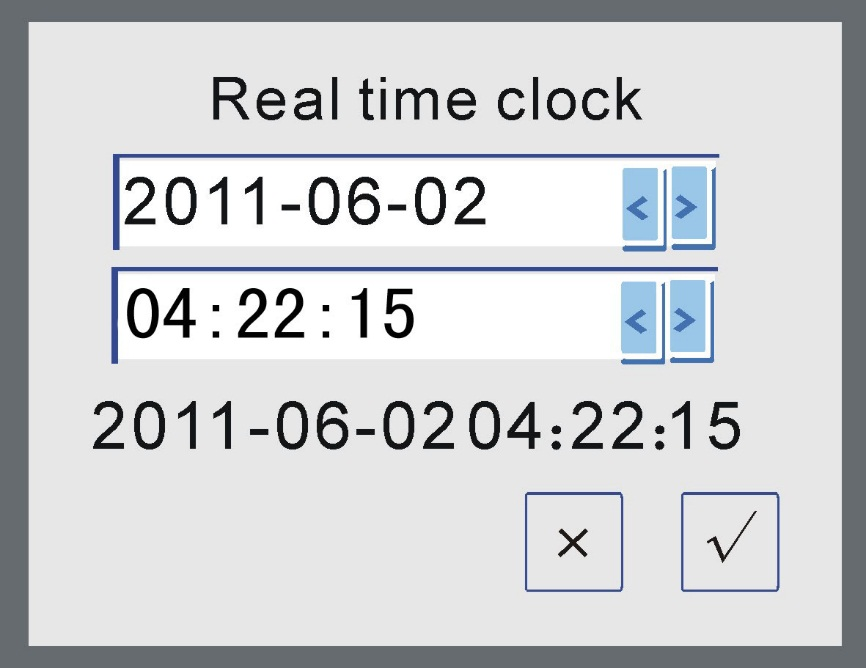 Real time clock
2011-06-02 < >
04:22:15 < >
2011-06-02 04:22:15
× √